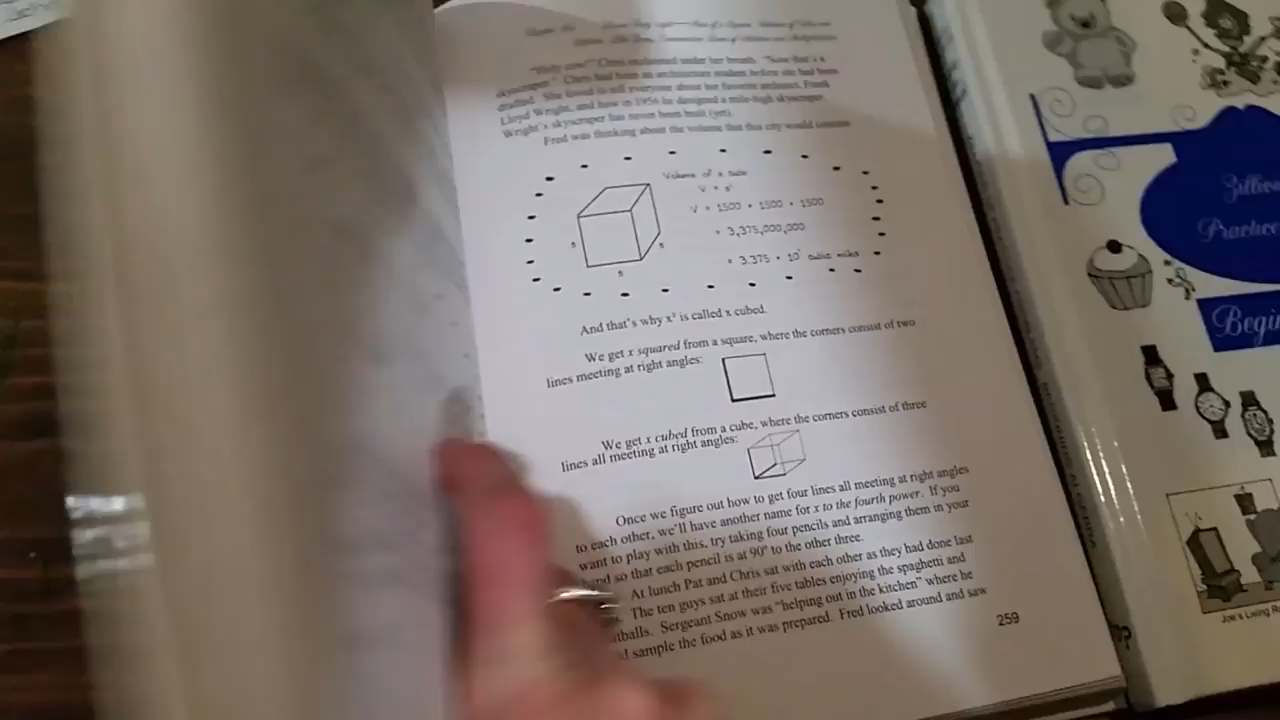 "Holy cow!" Chris exclaimed under her breath. "Now that's a
skyscraper." Chris had been an architecture student before she had been
drafted. She loved to tell everyone about her favorite architect, Frank
Lloyd Wright, and how in 1956 he designed a mile-high skyscraper.
Wright's skyscraper has never been built (yet).
Fred was thinking about the volume that this city would contain.
Volume of a cube
V = s³
V = 1500 • 1500 • 1500
= 3,375,000,000
= 3.375 • 10⁹ cubic miles
s
s
s
And that's why x³ is called x cubed.
We get x squared from a square, where the corners consist of two
lines meeting at right angles:
We get x cubed from a cube, where the corners consist of three
lines all meeting at right angles:
Once we figure out how to get four lines all meeting at right angles
to each other, we'll have another name for x to the fourth power. If you
want to play with this, try taking four pencils and arranging them in your
hand so that each pencil is at 90° to the other three.
At lunch Pat and Chris sat with each other as they had done last
The ten guys sat at their five tables enjoying the spaghetti and
tballs. Sergeant Snow was "helping out in the kitchen" where he
d sample the food as it was prepared. Fred looked around and saw
259
Zillio
Practice
Begin
Joe's Living R